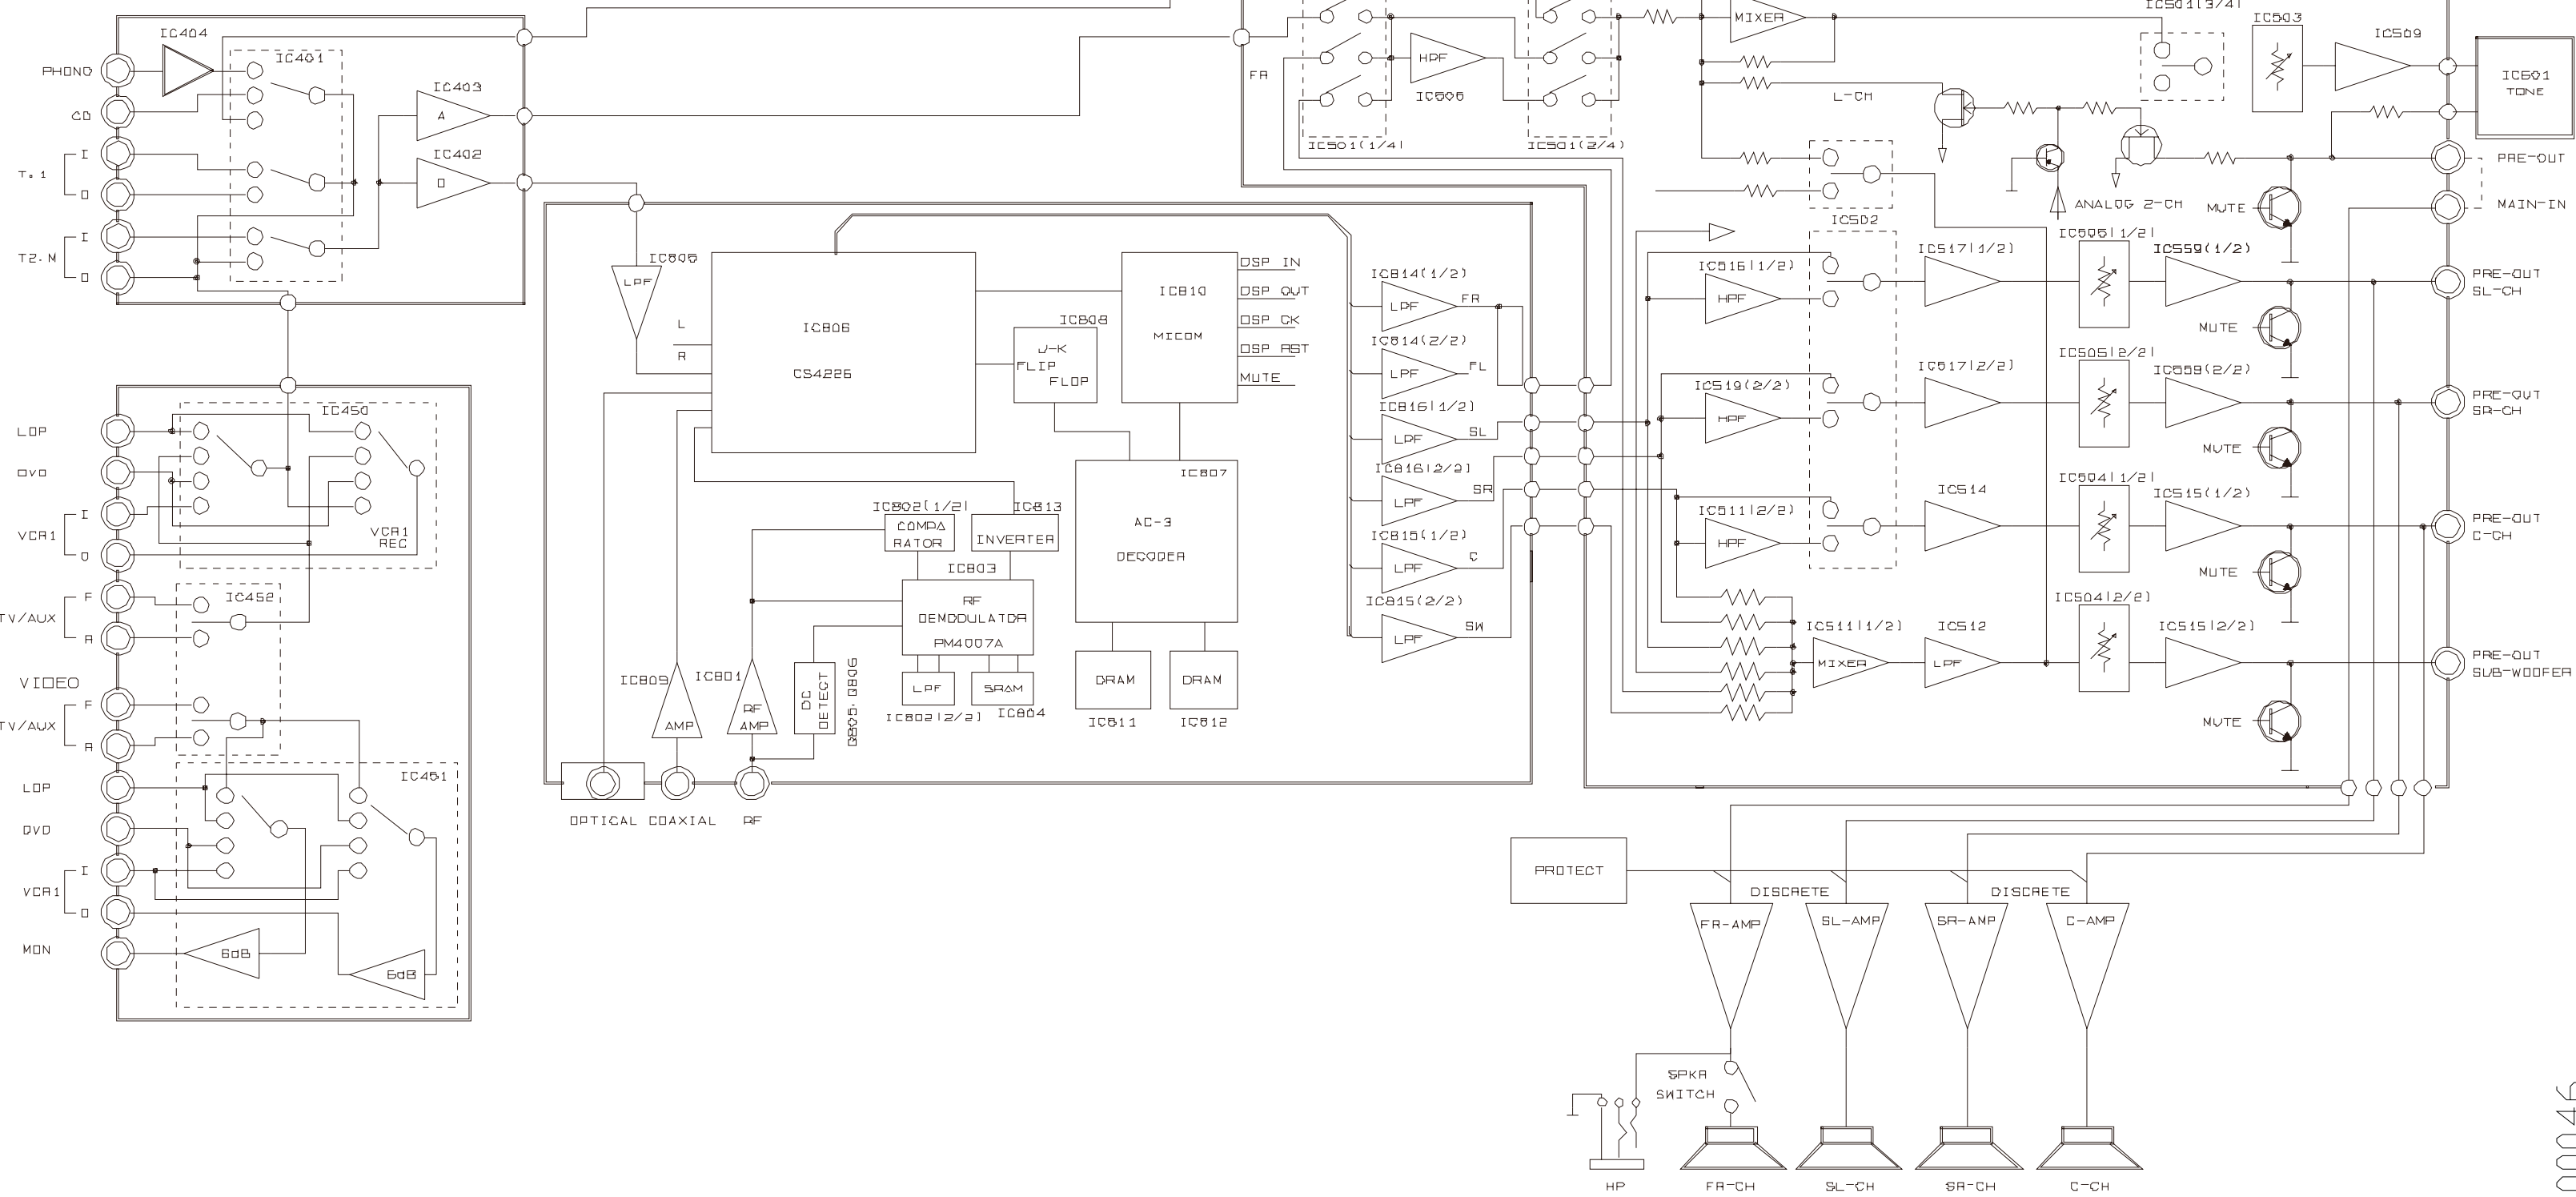 IC404
PHONO
CD
T. 1
I
O
T2. M
I
O
IC401
IC403
A
IC402
D
FR
IC501(1/4)
HPF
IC506
IC501(2/4)
MIXER
L-CH
IC501(3/4)
IC503
IC509
IC601
TONE
PRE-OUT
MAIN-IN
ANALOG 2-CH
MUTE
IC502
LOP
DVD
VCR1
I
O
IC450
VCR1
REC
TV/AUX
F
R
IC452
VIDEO
TV/AUX
F
R
LOP
DVD
VCR1
I
O
MON
IC451
6dB
6dB
IC805
LPF
L
R
IC806
CS4226
IC808
J-K
FLIP
FLOP
IC810
MICOM
DSP IN
DSP OUT
DSP CK
DSP RST
MUTE
IC807
AC-3
DECODER
DRAM
IC811
DRAM
IC812
IC802(1/2)
COMPA
RATOR
IC813
INVERTER
IC803
RF
DEMODULATOR
PM4007A
LPF
IC802(2/2)
SRAM
IC804
IC809
AMP
IC801
RF
AMP
DC
DETECT
Q805. Q806
OPTICAL
COAXIAL
RF
IC814(1/2)
LPF
FR
IC814(2/2)
LPF
FL
IC816(1/2)
LPF
SL
IC816(2/2)
LPF
SR
IC815(1/2)
LPF
C
IC815(2/2)
LPF
SW
IC516(1/2)
HPF
IC517(1/2)
IC505(1/2)
IC559(1/2)
PRE-OUT
SL-CH
MUTE
IC519(2/2)
HPF
IC517(2/2)
IC505(2/2)
IC559(2/2)
PRE-OUT
SR-CH
MUTE
IC511(2/2)
HPF
IC514
IC504(1/2)
IC515(1/2)
PRE-OUT
C-CH
MUTE
IC511(1/2)
MIXER
IC512
LPF
IC504(2/2)
IC515(2/2)
PRE-OUT
SUB-WOOFER
MUTE
PROTECT
DISCRETE
DISCRETE
FR-AMP
SL-AMP
SR-AMP
C-AMP
SPKR
SWITCH
HP
FR-CH
SL-CH
SR-CH
C-CH